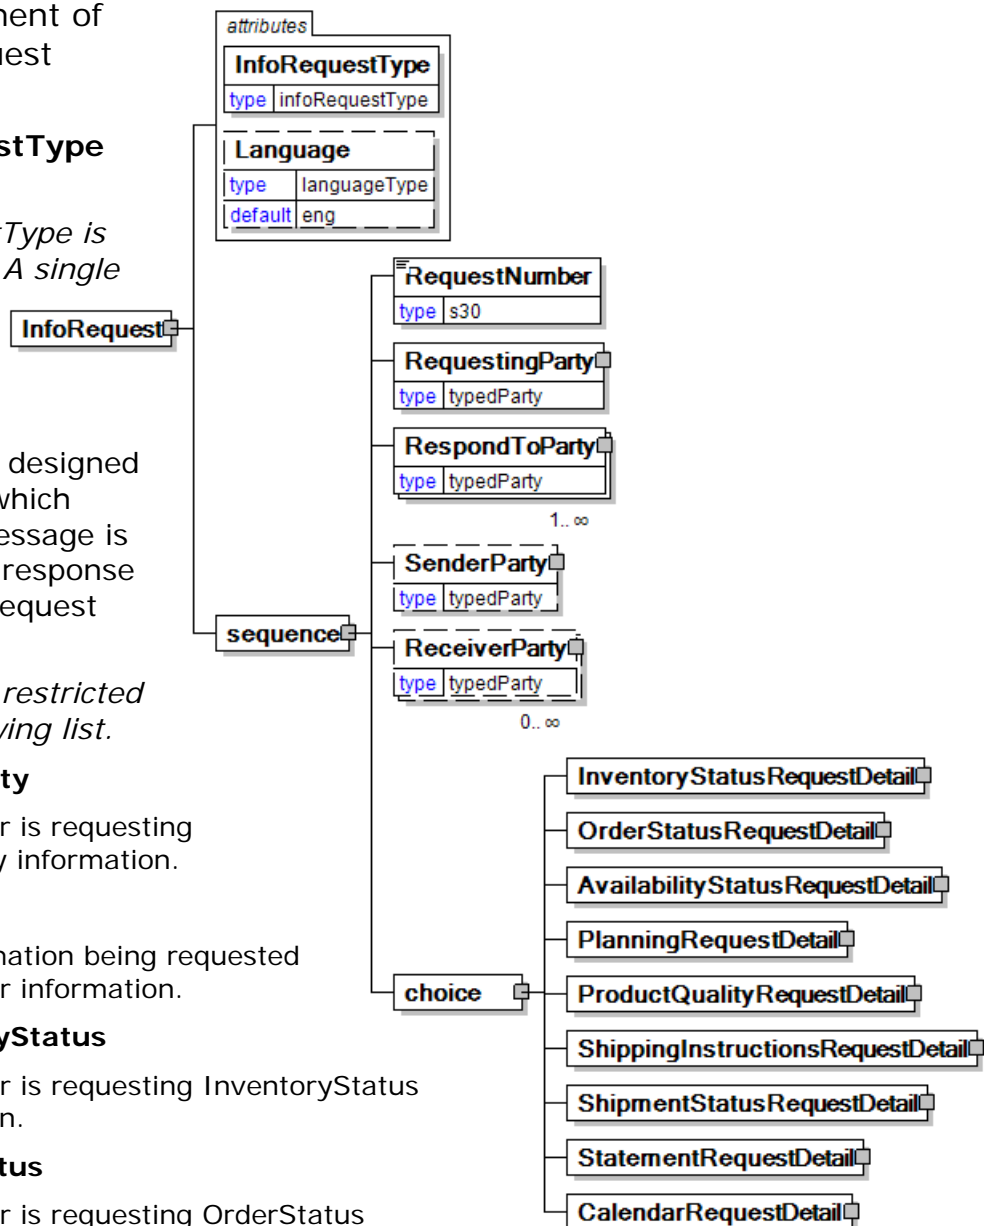 nent of
uest
stType
tType is
A single
designed
which
essage is
response
equest
restricted
ving list.
ty
r is requesting
y information.
nation being requested
r information.
yStatus
r is requesting InventoryStatus
n.
tus
r is requesting OrderStatus
attributes
InfoRequestType
type infoRequestType
Language
type languageType
default eng
InfoRequest
RequestNumber
type s30
RequestingParty
type typedParty
RespondToParty
type typedParty
1.. ∞
SenderParty
type typedParty
sequence
ReceiverParty
type typedParty
0.. ∞
choice
InventoryStatusRequestDetail
OrderStatusRequestDetail
AvailabilityStatusRequestDetail
PlanningRequestDetail
ProductQualityRequestDetail
ShippingInstructionsRequestDetail
ShipmentStatusRequestDetail
StatementRequestDetail
CalendarRequestDetail